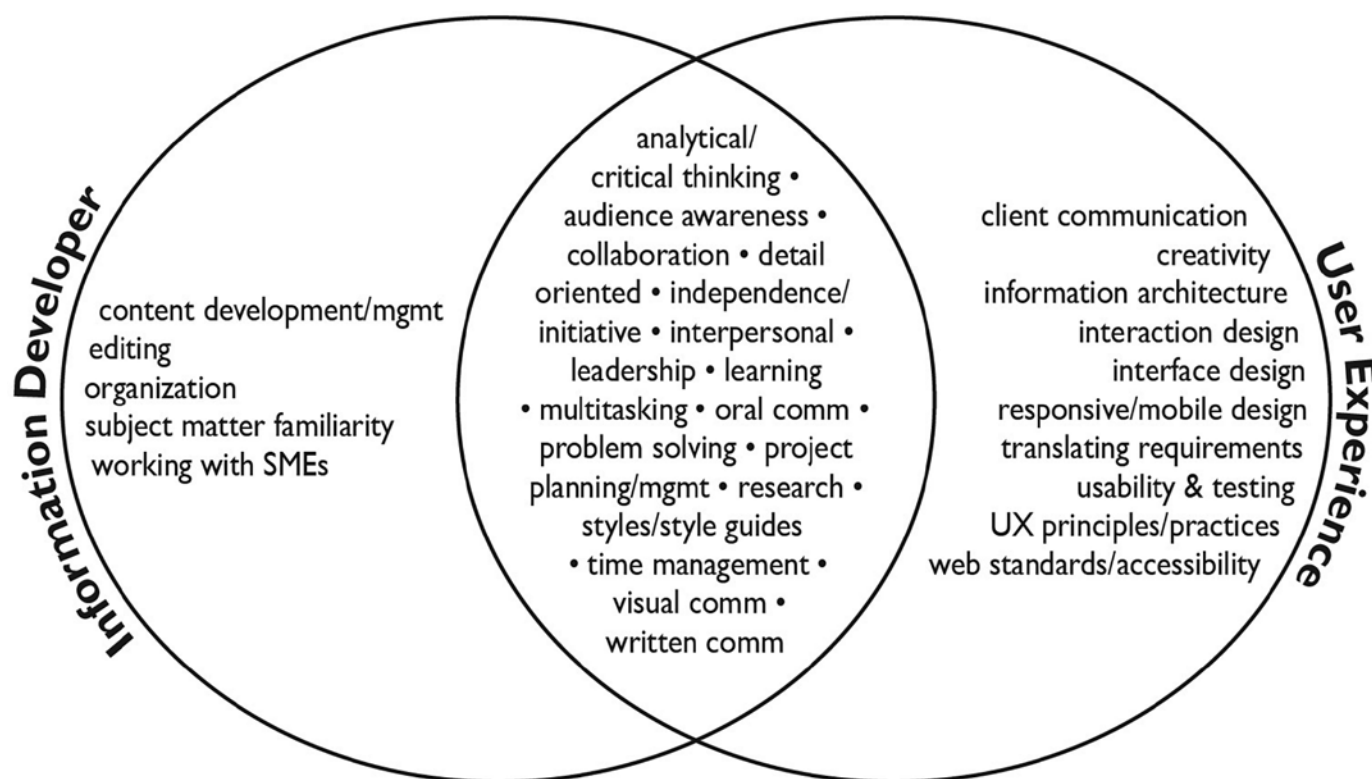 Information Developer
content development/mgmt
editing
organization
subject matter familiarity
working with SMEs
analytical/
critical thinking •
audience awareness •
collaboration • detail
oriented • independence/
initiative • interpersonal •
leadership • learning
• multitasking • oral comm •
problem solving • project
planning/mgmt • research •
styles/style guides
• time management •
visual comm •
written comm
client communication
creativity
information architecture
interaction design
interface design
responsive/mobile design
translating requirements
usability & testing
UX principles/practices
web standards/accessibility
User Experience